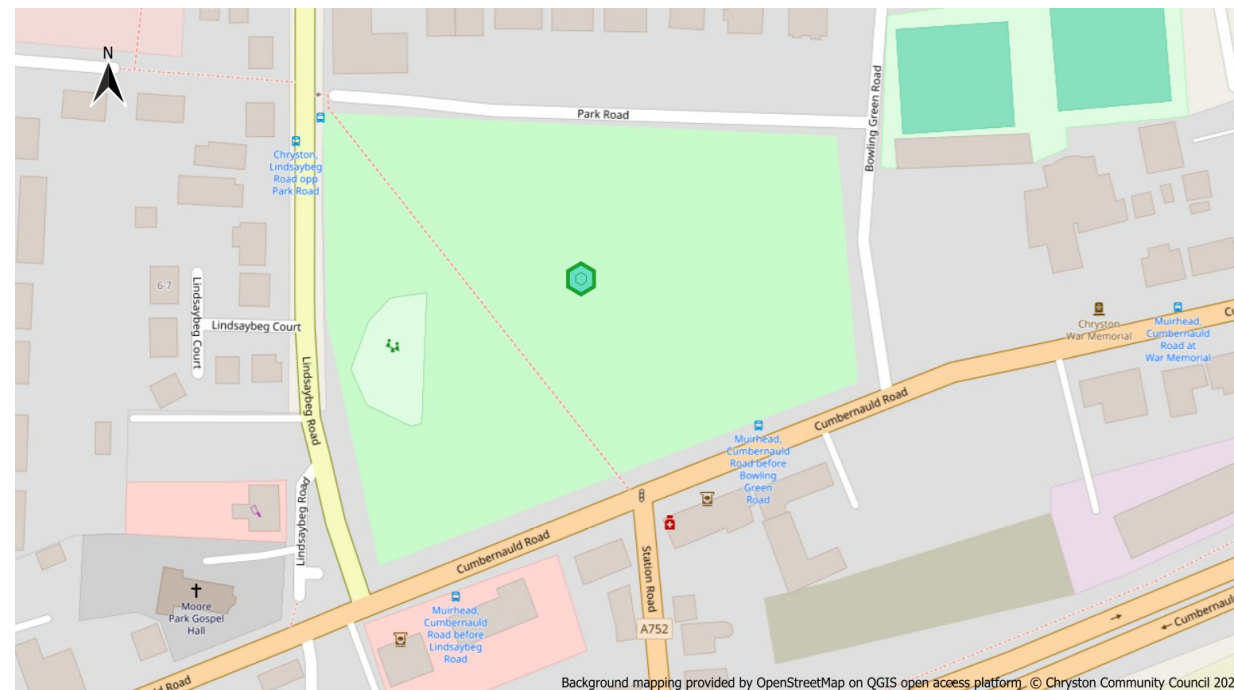 N
Park Road
Bowling Green Road
Chryston,
Lindsaybeg
Road opp
Park Road
6-7
Lindsaybeg Court
Lindsaybeg Court
Lindsaybeg Road
Chryston
War Memorial
Muirhead,
Cumbernauld
Road at
War Memorial
Cumbernauld Road
Muirhead,
Cumbernauld
Road before
Bowling
Green
Road
Lindsaybeg Road
Cumbernauld Road
Station Road
Moore
Park Gospel
Hall
Muirhead,
Cumbernauld
Road before
Lindsaybeg
Road
A752
Road
Background mapping provided by OpenStreetMap on QGIS open access platform © Chryston Community Council 202